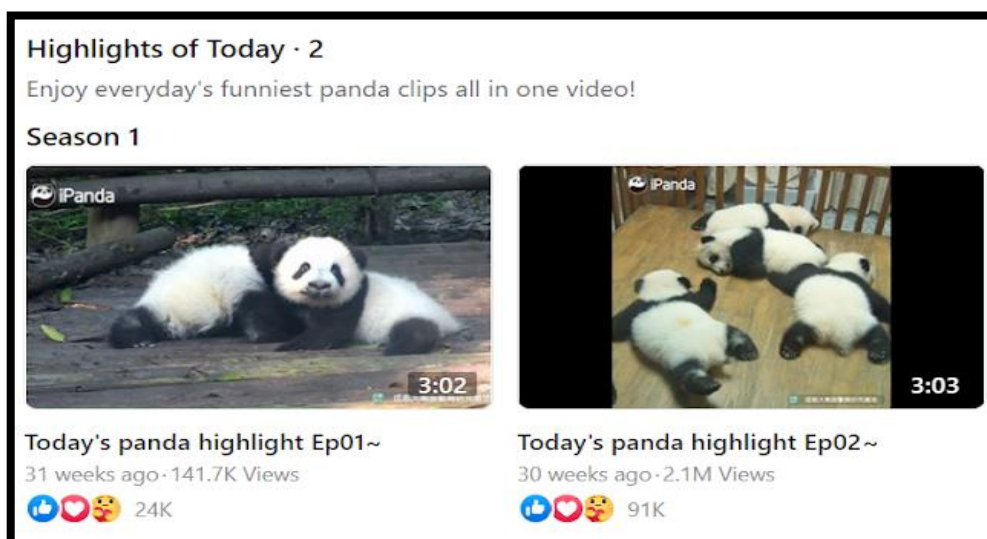 Highlights of Today · 2
Enjoy everyday's funniest panda clips all in one video!
Season 1
iPanda
3:02
iPanda
3:03
Today's panda highlight Ep01~
31 weeks ago·141.7K Views
24K
Today's panda highlight Ep02~
30 weeks ago·2.1M Views
91K